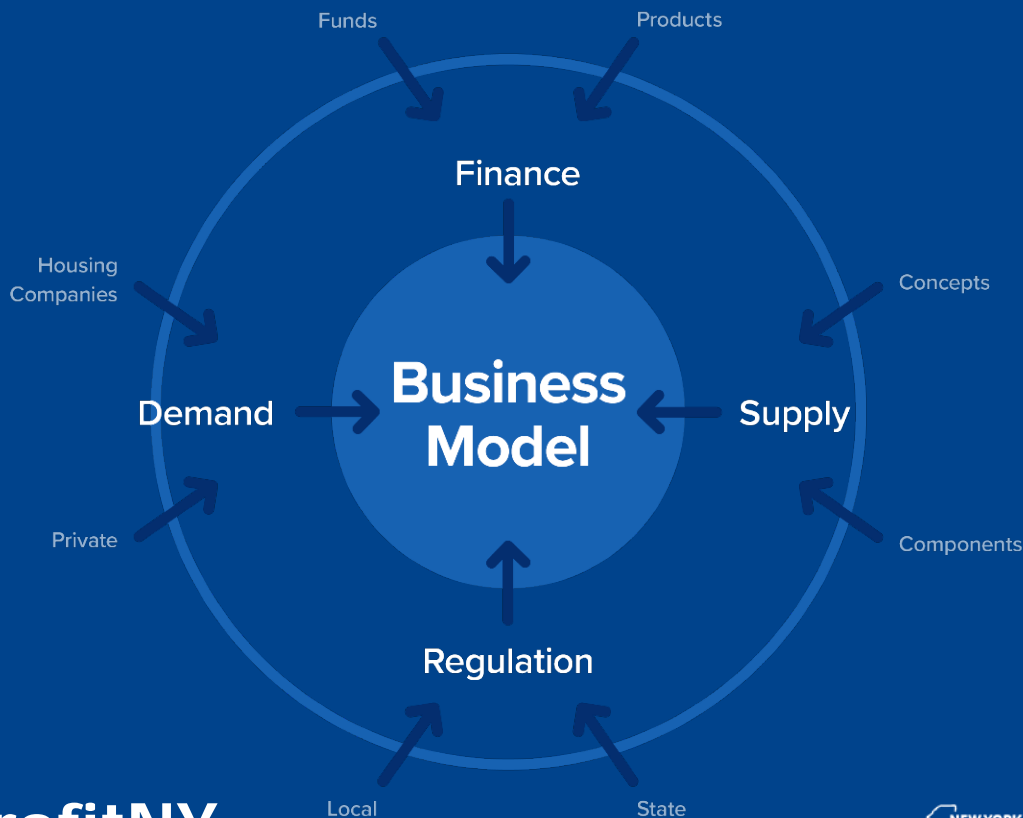 Funds
Products
Finance
Housing
Companies
Concepts
Business
Model
Demand
Supply
Private
Components
Regulation
Local
State